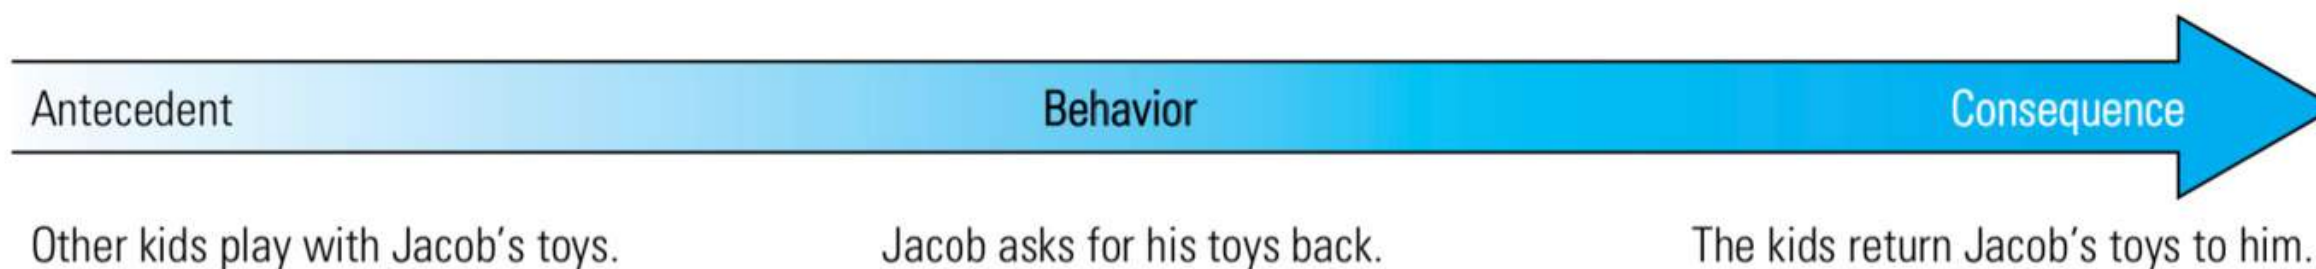 Antecedent Behavior Consequence
Other kids play with Jacob’s toys. Jacob asks for his toys back. The kids return Jacob’s toys to him.